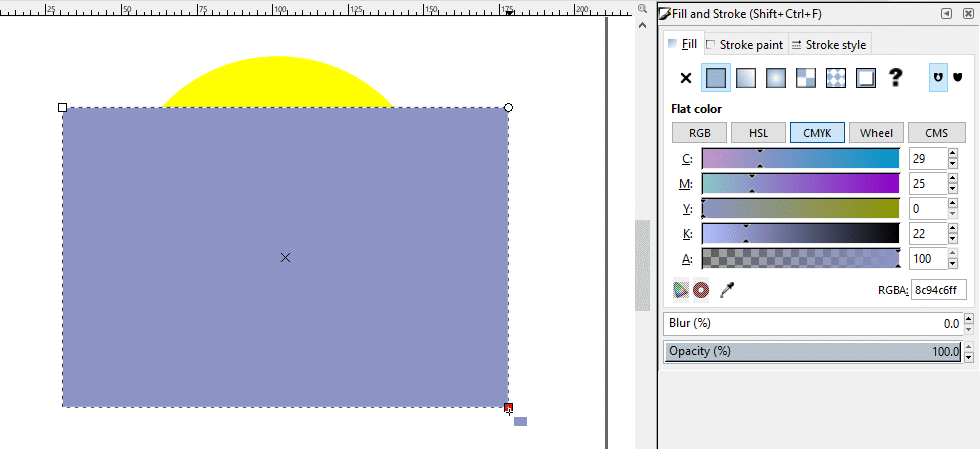 25 50 75 100 125 150 175 200
Fill and Stroke (Shift+Ctrl+F)
Fill Stroke paint Stroke style
?
Flat color
RGB HSL CMYK Wheel CMS
C: 29
M: 25
Y: 0
K: 22
A: 100
RGBA: 8c94c6ff
Blur (%) 0.0
Opacity (%) 100.0